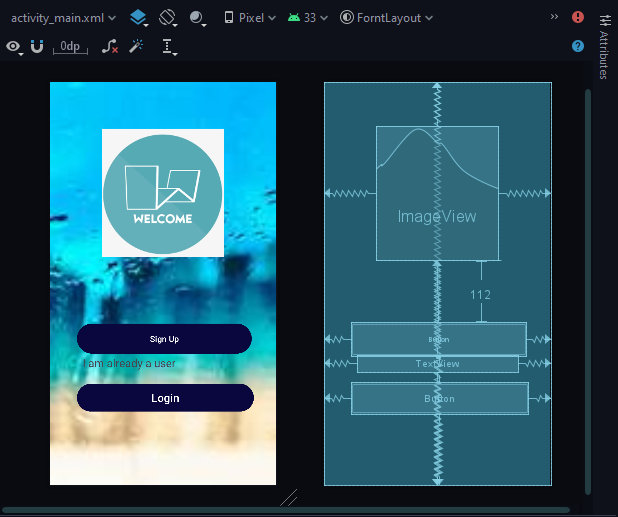 activity_main.xml Pixel 33 ForntLayout
0dp
Attributes
WELCOME
Sign Up
I am already a user
Login
ImageView
112
Button
TextView
Button